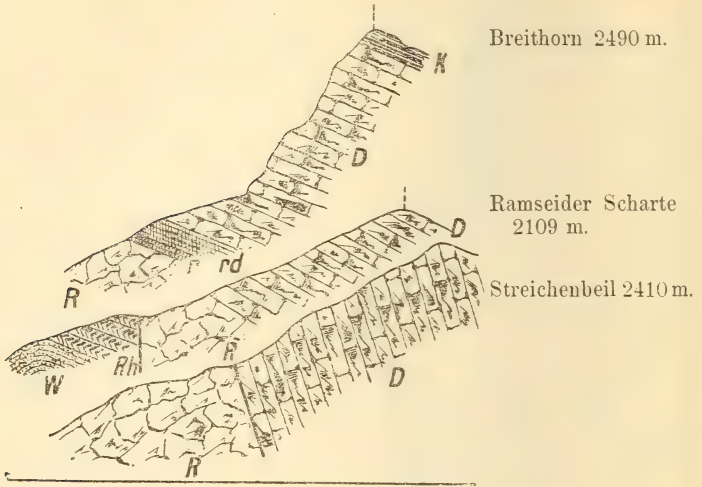 Breithorn 2490 m.
K
D
Ramseider Scharte
2109 m.
D
r rd
R
Streichenbeil 2410 m.
R
Rh
W
D
R